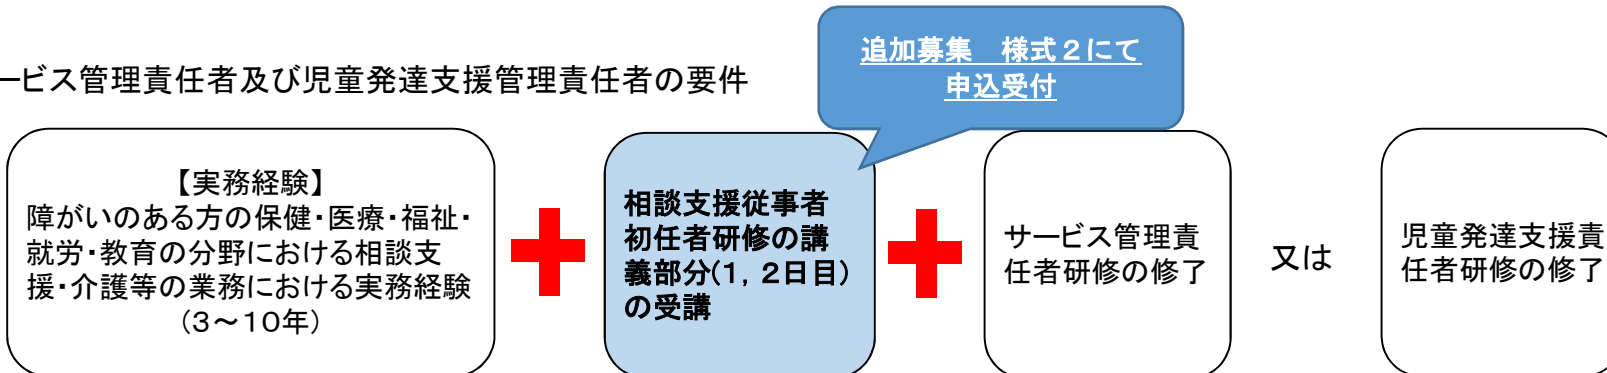 追加募集　様式２にて
申込受付
ービス管理責任者及び児童発達支援管理責任者の要件
【実務経験】
障がいのある方の保健・医療・福祉・
就労・教育の分野における相談支
援・介護等の業務における実務経験
（３～１０年）
相談支援従事者
初任者研修の講
義部分(１，２日目)
の受講
サービス管理責
任者研修の修了
又は
児童発達支援責
任者研修の修了